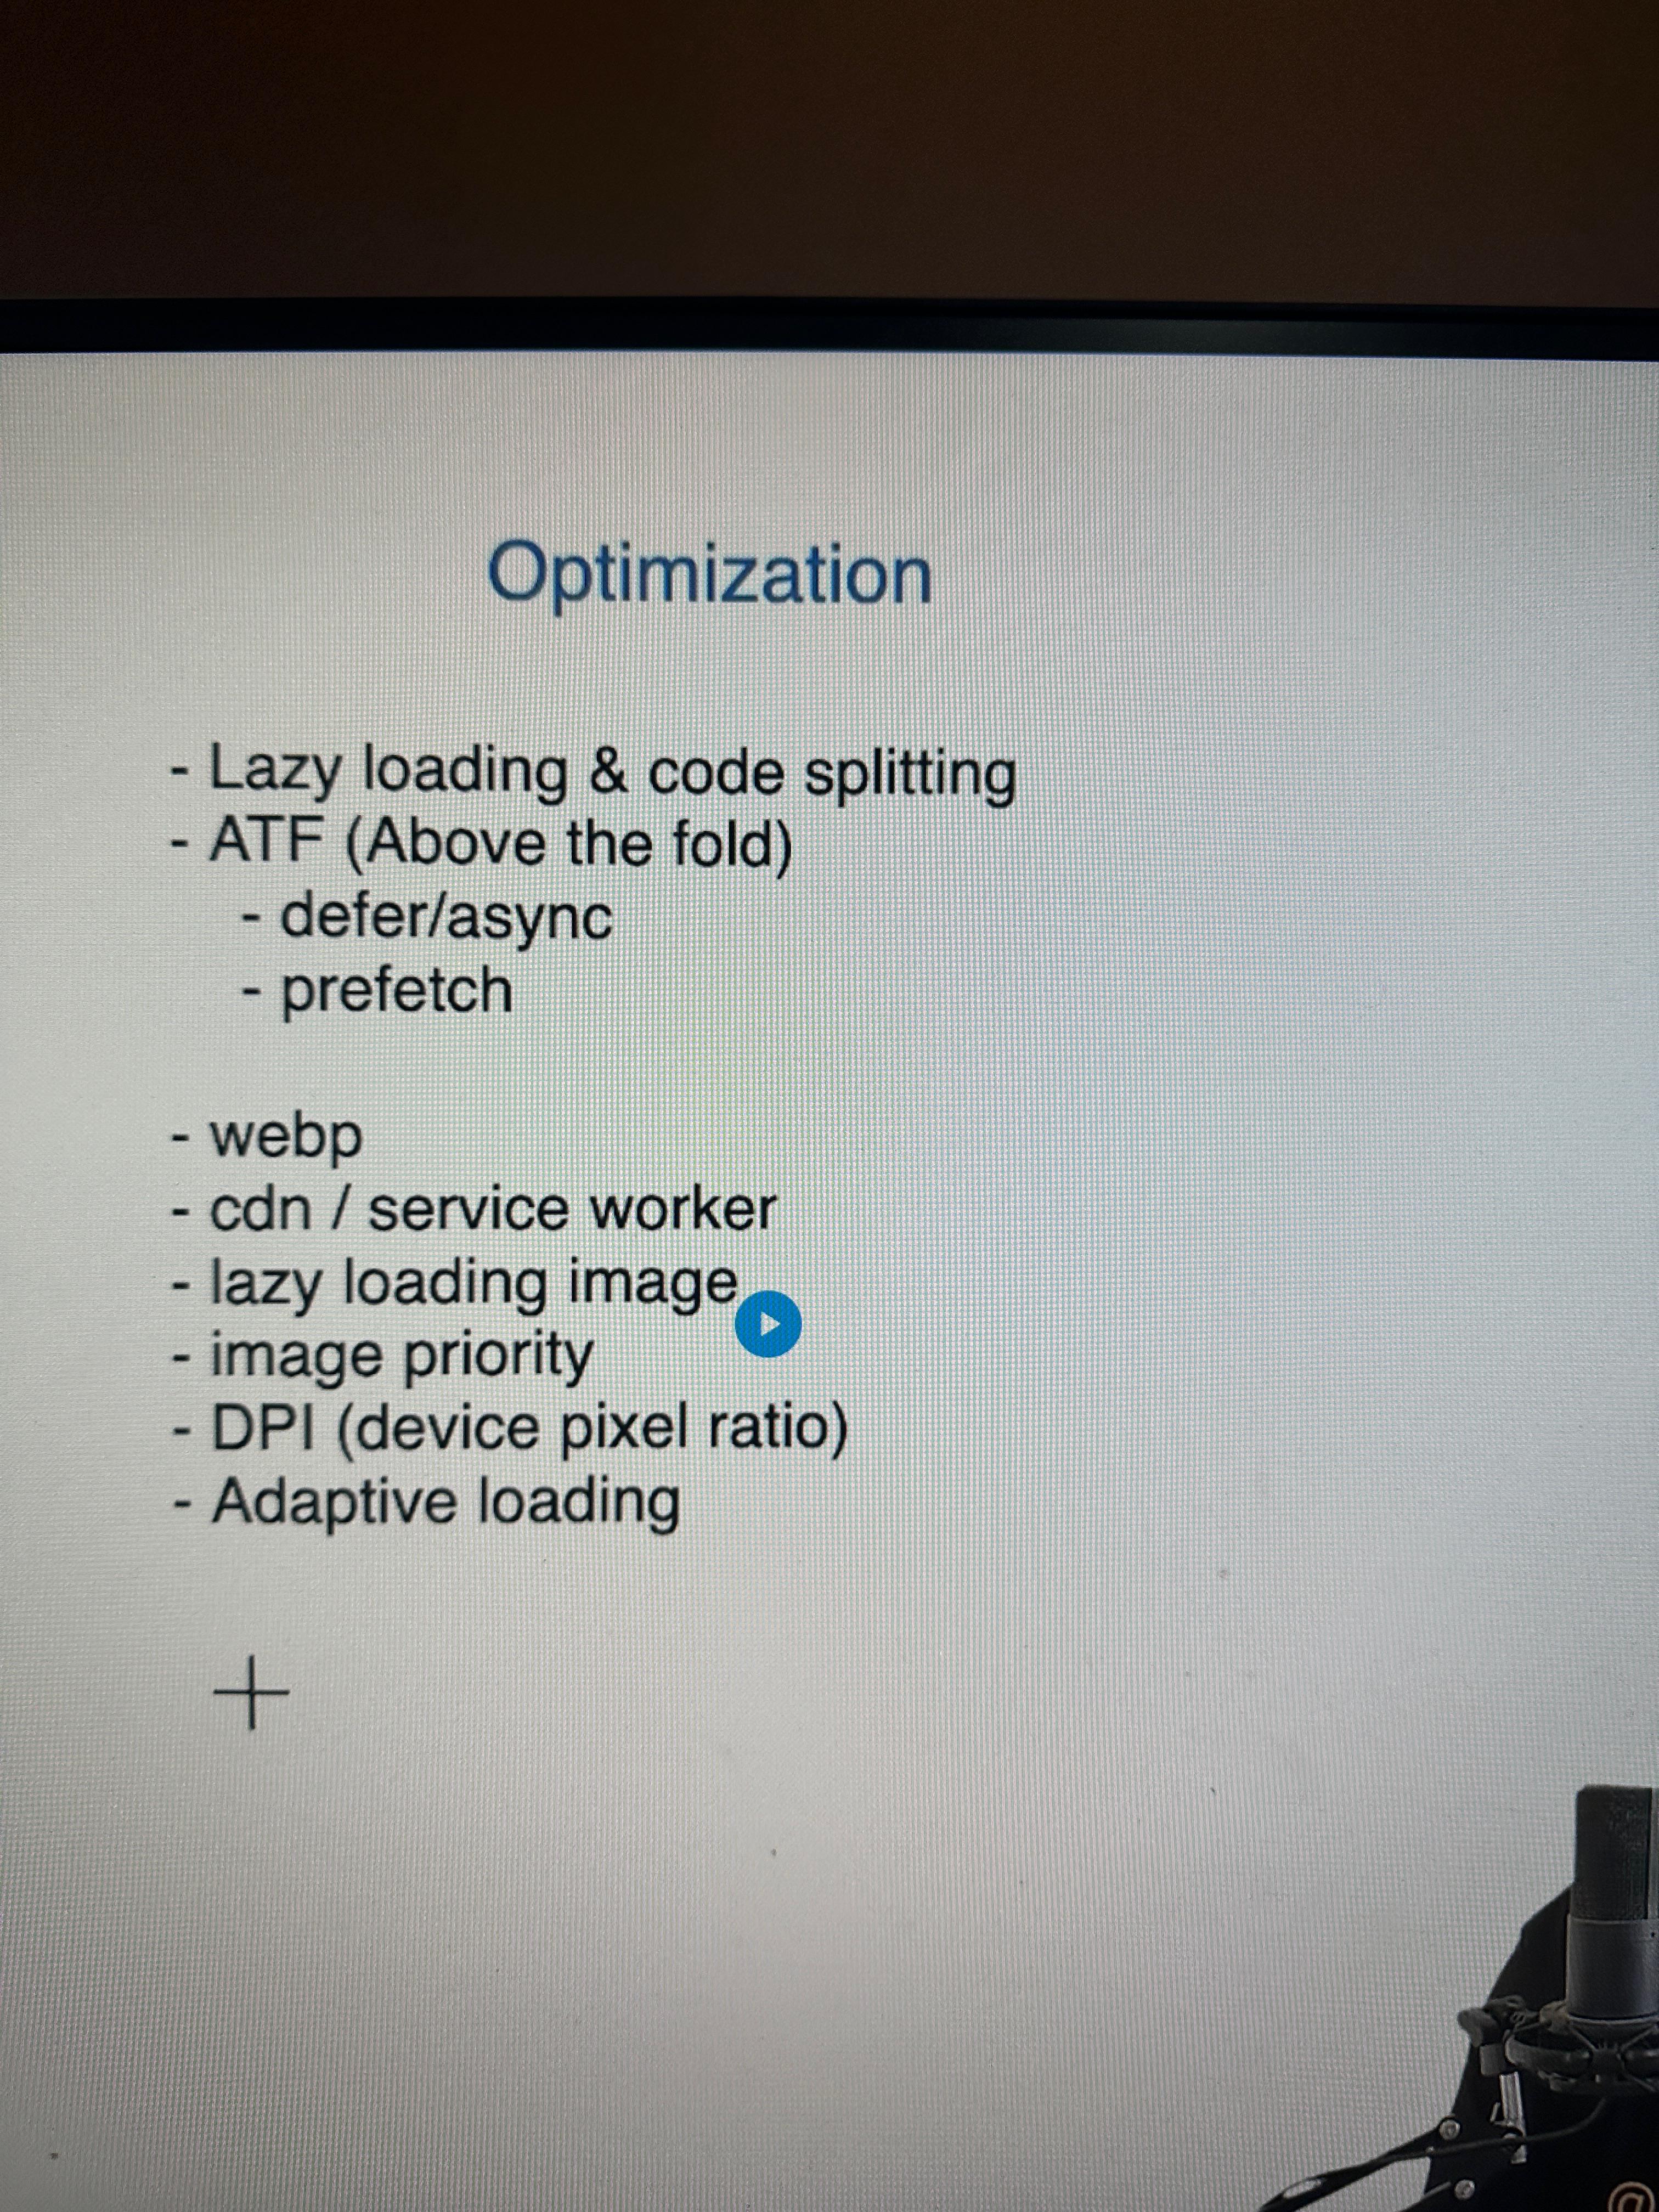 Optimization
- Lazy loading & code splitting
- ATF (Above the fold)
- defer/async
- prefetch
- webp
- cdn / service worker
- lazy loading image
- image priority
- DPI (device pixel ratio)
- Adaptive loading
+
@